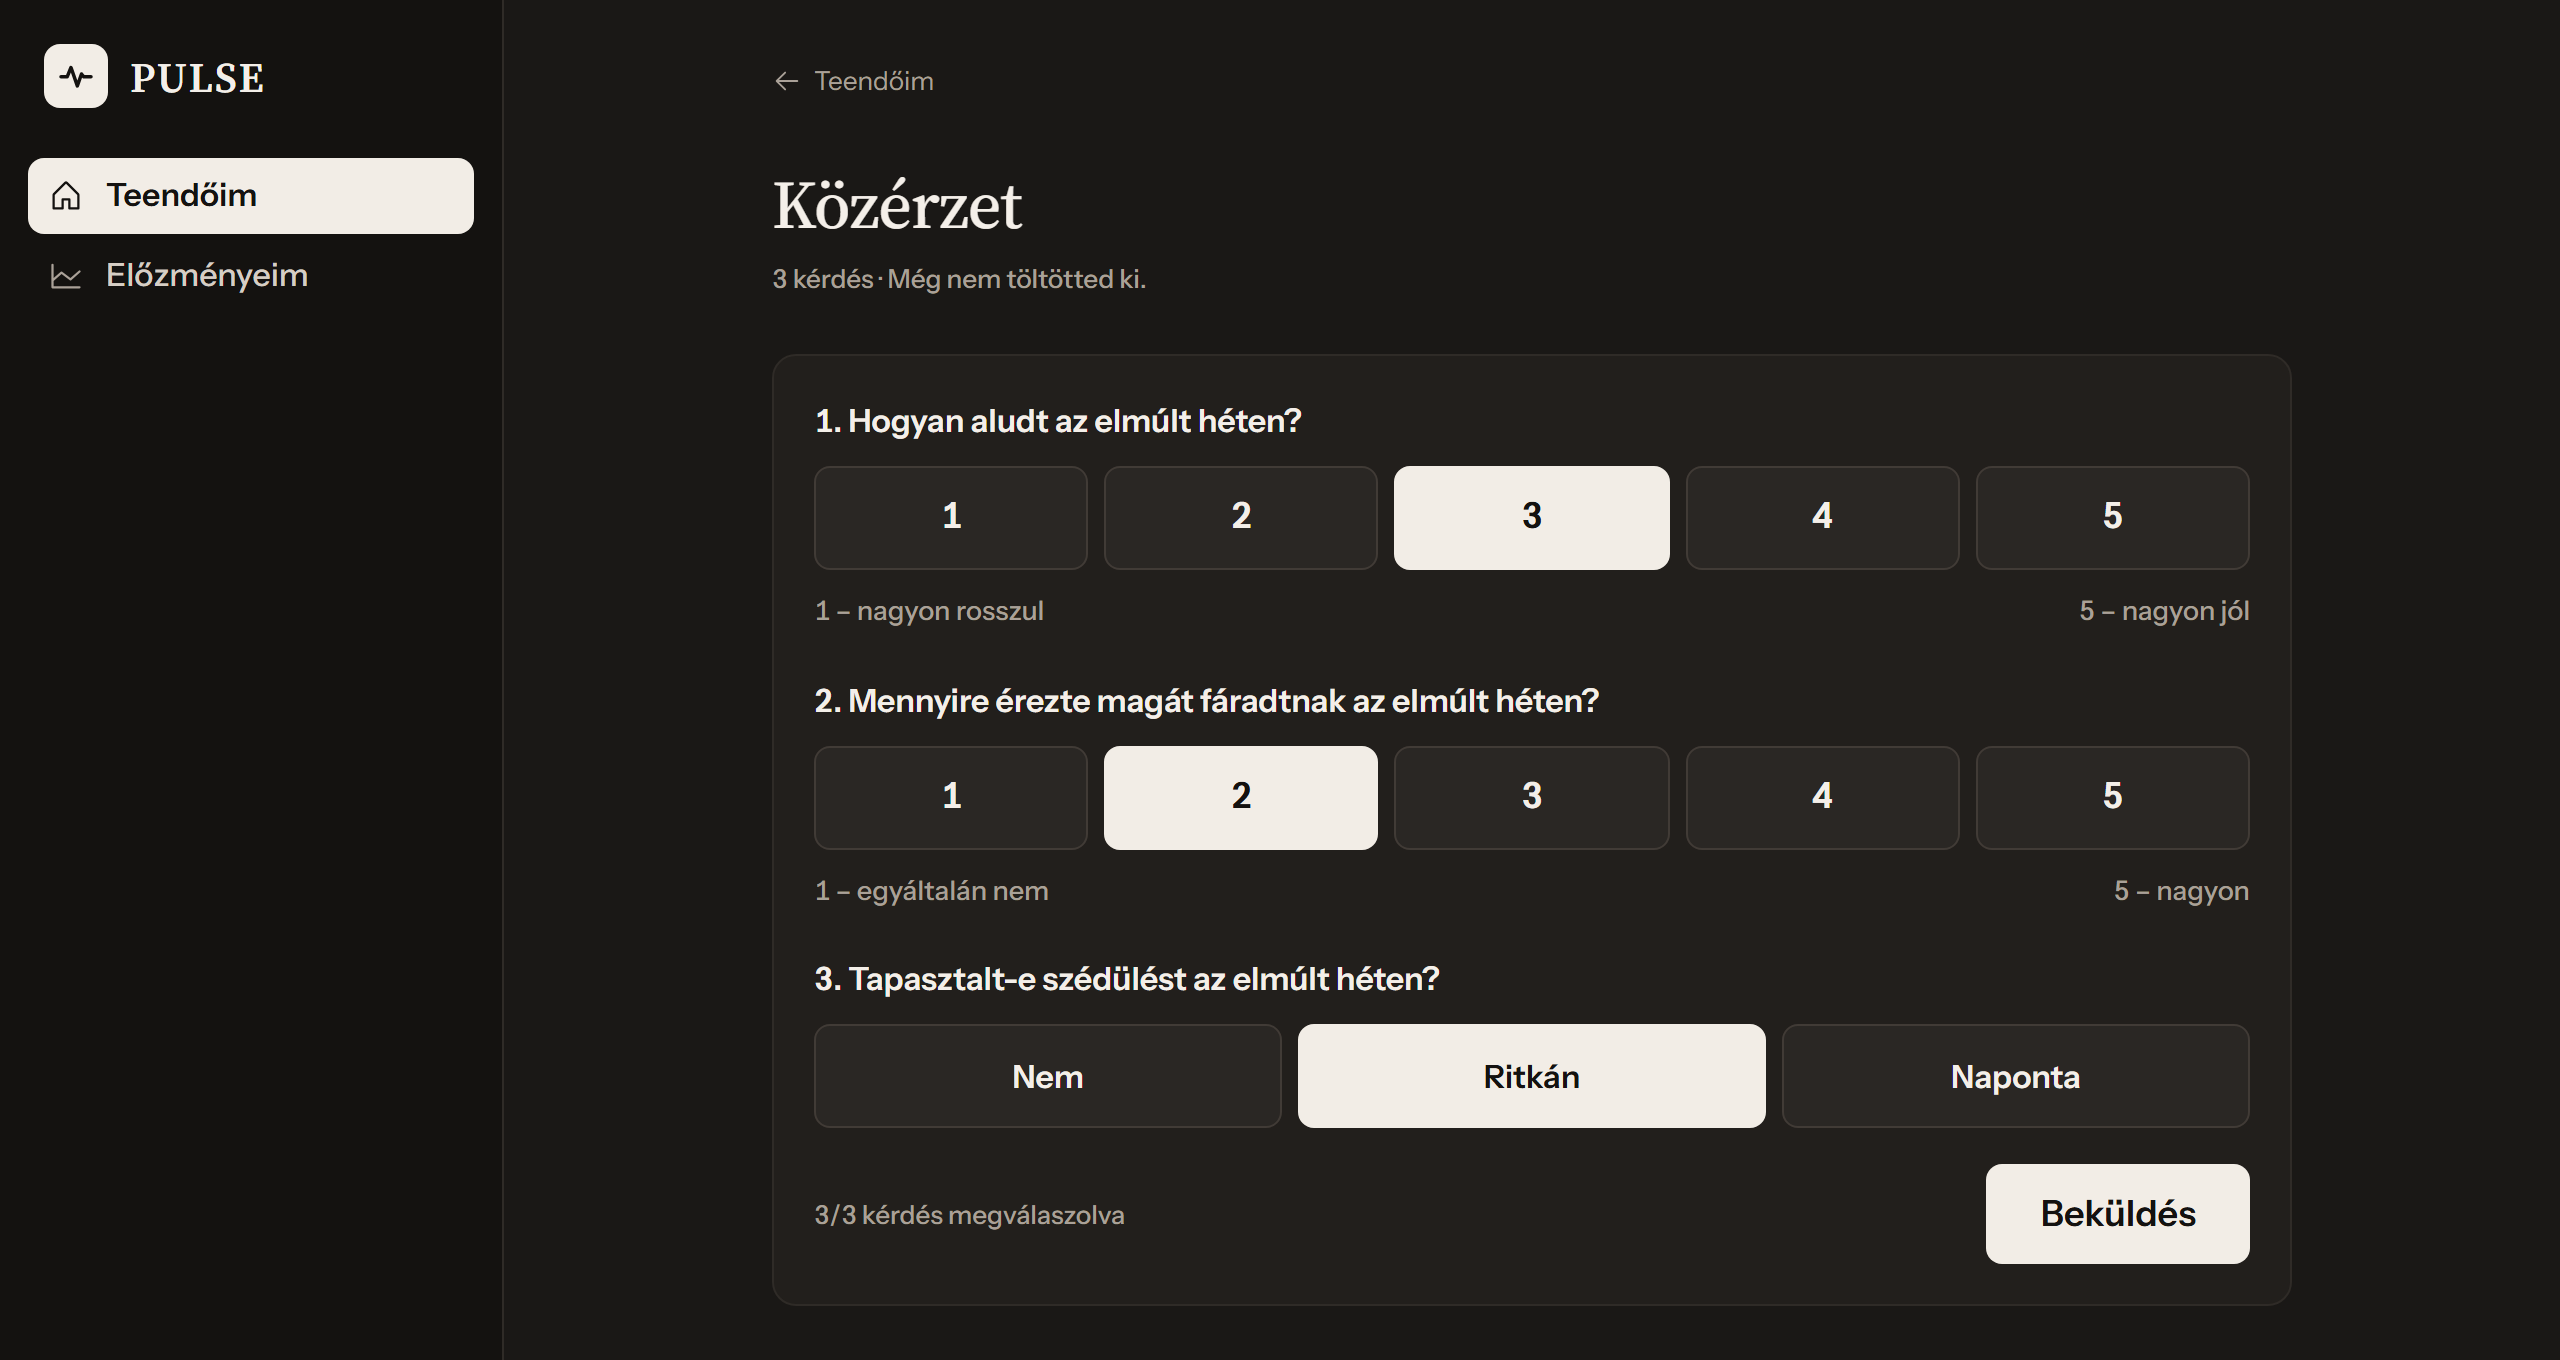 PULSE
Teendőim
Előzményeim
Teendőim
Közérzet
3 kérdés · Még nem töltötted ki.
1. Hogyan aludt az elmúlt héten?
1 2 3 4 5
1 – nagyon rosszul 5 – nagyon jól
2. Mennyire érezte magát fáradtnak az elmúlt héten?
1 2 3 4 5
1 – egyáltalán nem 5 – nagyon
3. Tapasztalt-e szédülést az elmúlt héten?
Nem Ritkán Naponta
3/3 kérdés megválaszolva Beküldés